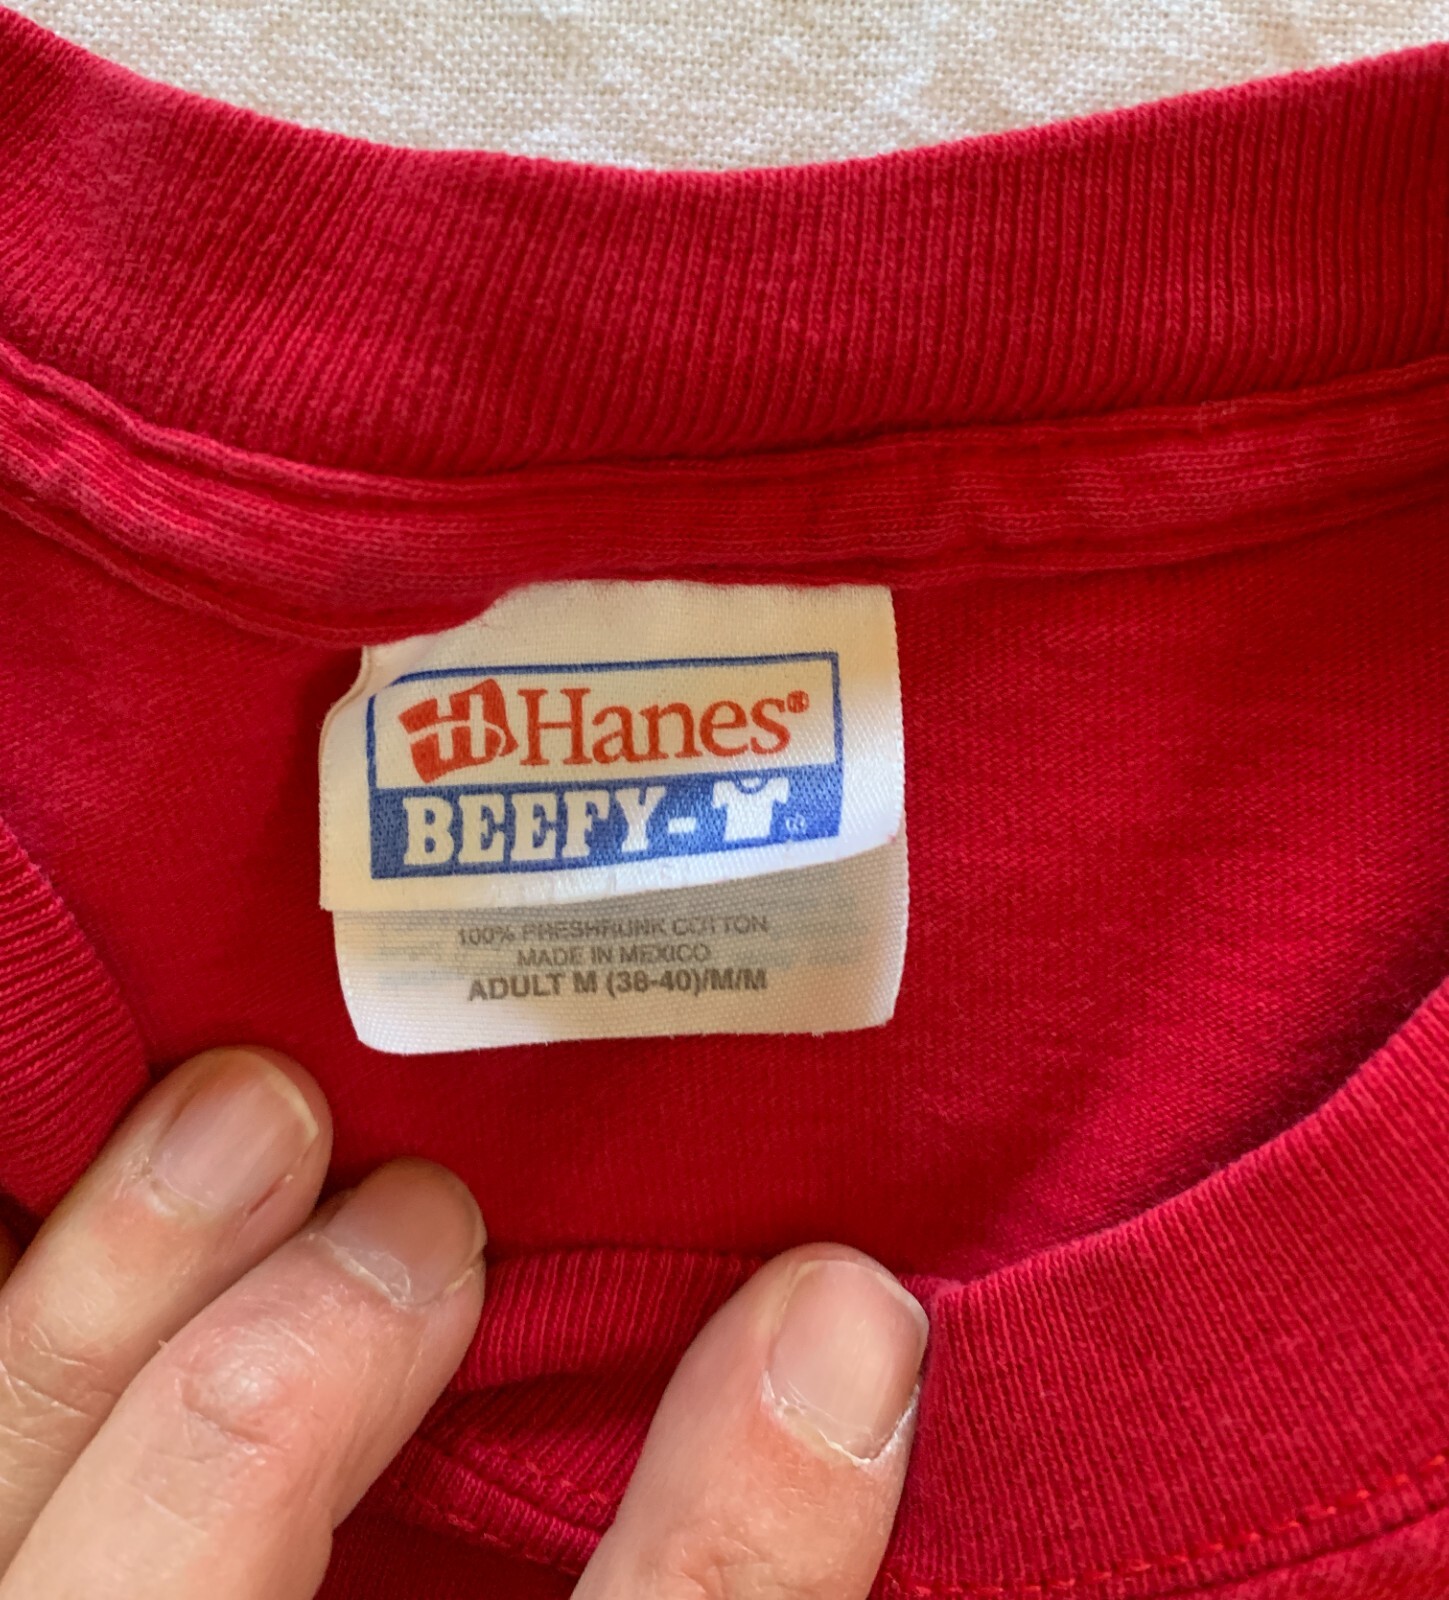 H Hanes®
BEEFY-T®
100% PRESHRUNK COTTON
MADE IN MEXICO
ADULT M (38-40)/M/M